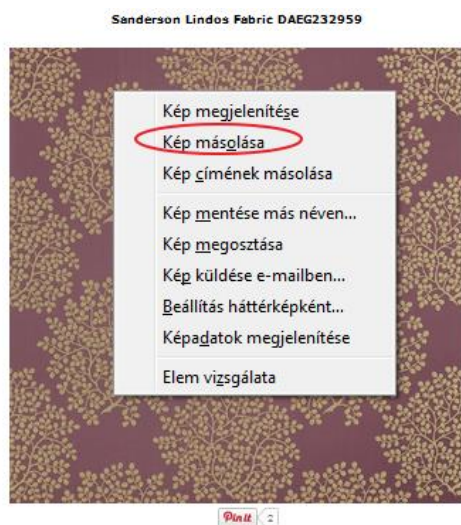 Sanderson Lindos Fabric DAEG232959
Kép megjelenítése
Kép másolása
Kép címének másolása
Kép mentése más néven...
Kép megosztása
Kép küldése e-mailben...
Beállítás háttérképként...
Képadatok megjelenítése
Elem vizsgálata
Pin it 2